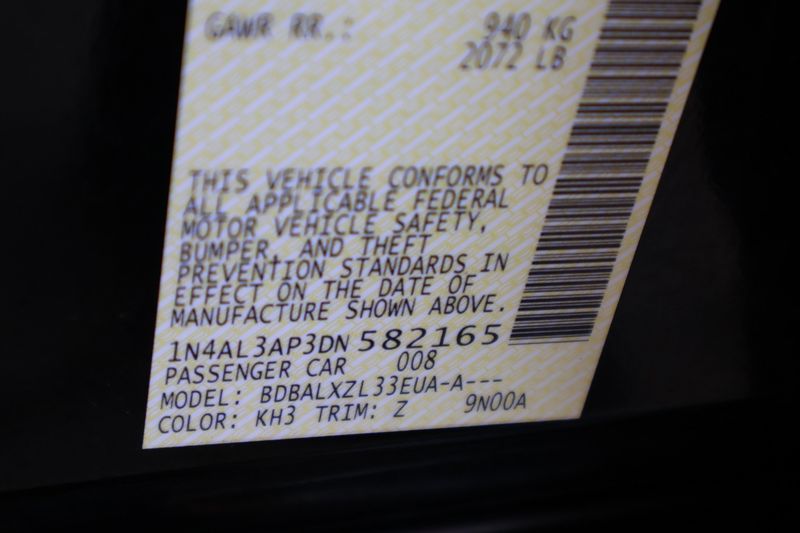 GAWR RR.: 940 KG
2072 LB
THIS VEHICLE CONFORMS TO
ALL APPLICABLE FEDERAL
MOTOR VEHICLE SAFETY,
BUMPER, AND THEFT
PREVENTION STANDARDS IN
EFFECT ON THE DATE OF
MANUFACTURE SHOWN ABOVE.
1N4AL3AP3DN 582165
PASSENGER CAR 008
MODEL: BDBALXZL33EUA-A---
COLOR: KH3 TRIM: Z 9N00A